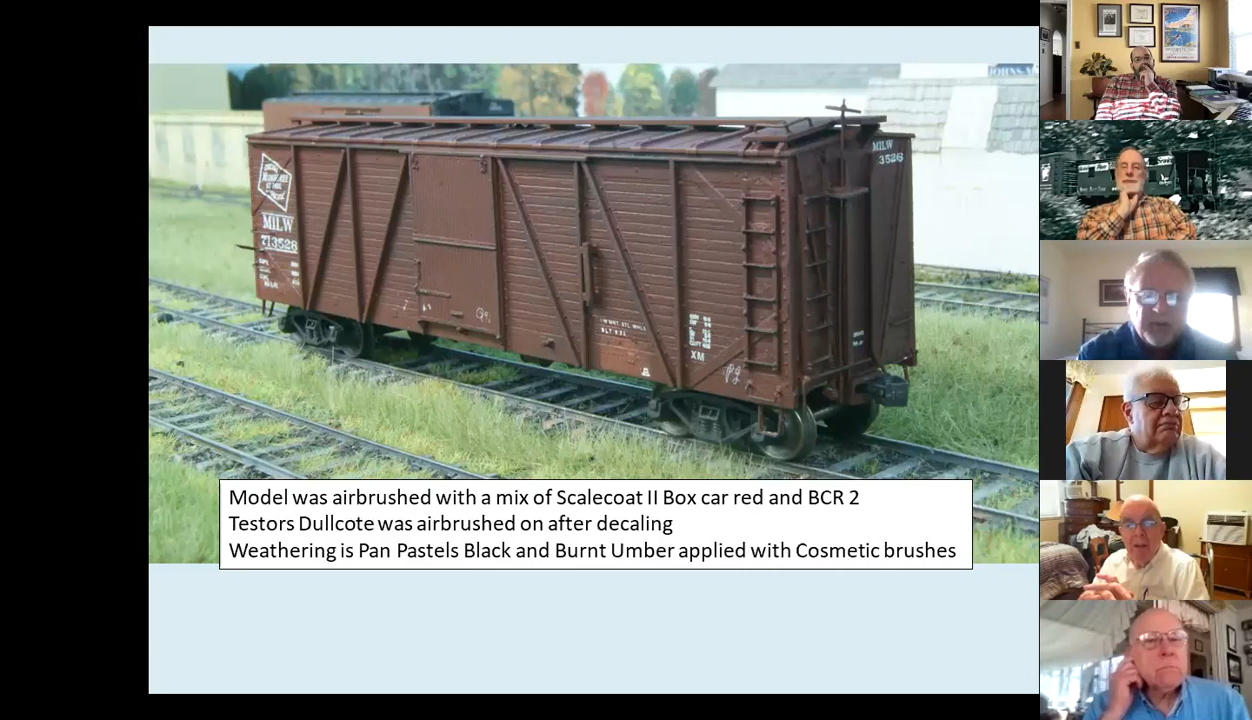 JOHNS-M
MILW
3526
MILW
713526
XM
Model was airbrushed with a mix of Scalecoat II Box car red and BCR 2
Testors Dullcote was airbrushed on after decaling
Weathering is Pan Pastels Black and Burnt Umber applied with Cosmetic brushes